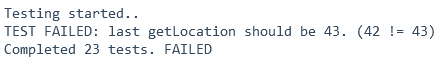 Testing started..
TEST FAILED: last getLocation should be 43. (42 != 43)
Completed 23 tests. FAILED